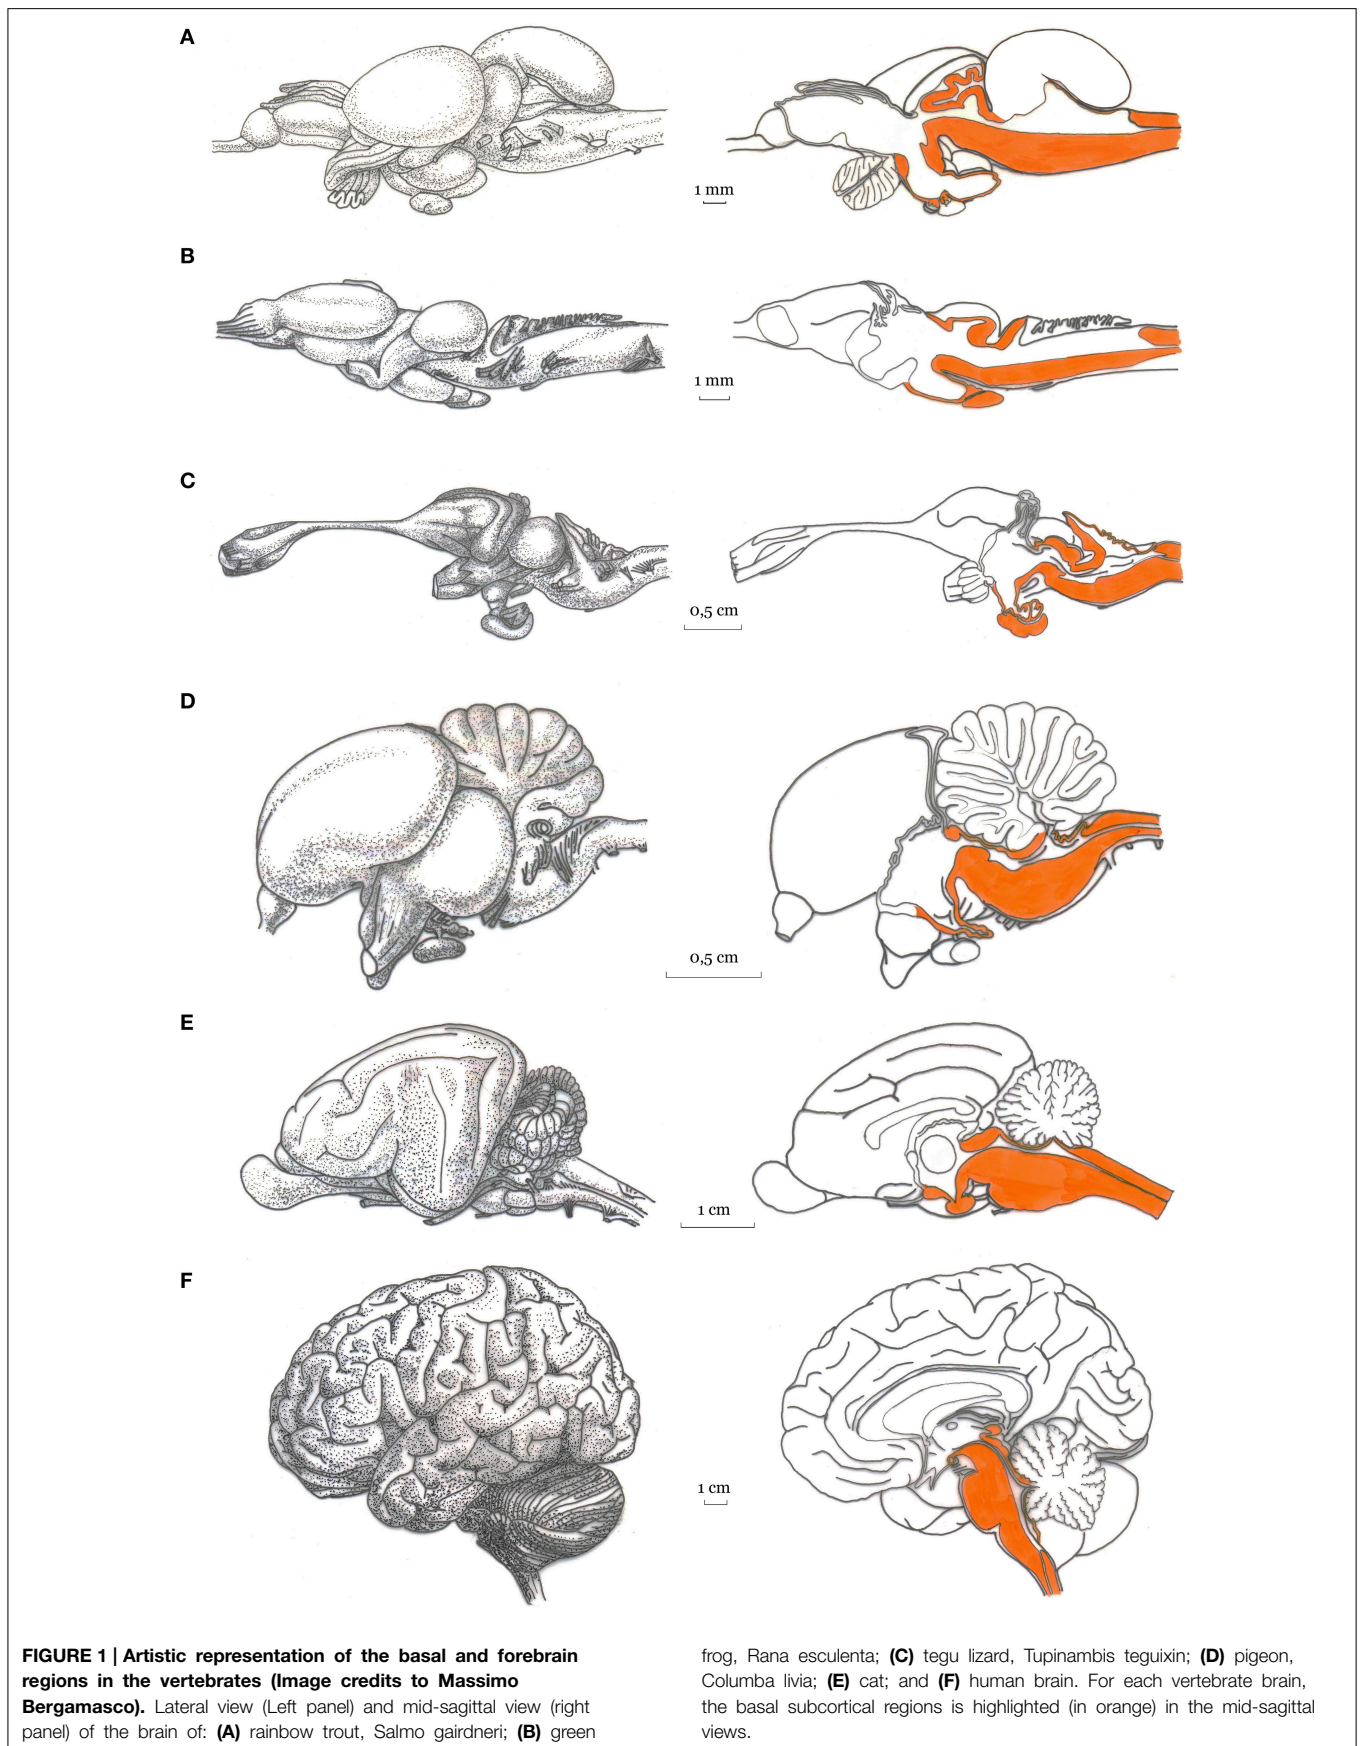 A
1 mm
B
1 mm
C
0,5 cm
D
0,5 cm
E
1 cm
F
1 cm
FIGURE 1 | Artistic representation of the basal and forebrain
regions in the vertebrates (Image credits to Massimo
Bergamasco). Lateral view (Left panel) and mid-sagittal view (right
panel) of the brain of: (A) rainbow trout, Salmo gairdneri; (B) green
frog, Rana esculenta; (C) tegu lizard, Tupinambis teguixin; (D) pigeon,
Columba livia; (E) cat; and (F) human brain. For each vertebrate brain,
the basal subcortical regions is highlighted (in orange) in the mid-sagittal
views.